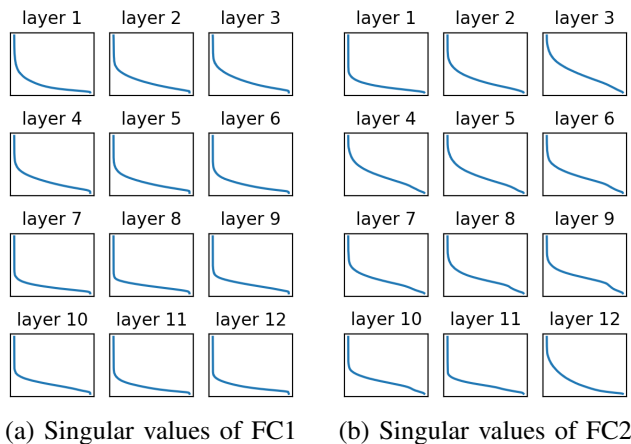 layer 1 layer 2 layer 3
layer 4 layer 5 layer 6
layer 7 layer 8 layer 9
layer 10 layer 11 layer 12
(a) Singular values of FC1
layer 1 layer 2 layer 3
layer 4 layer 5 layer 6
layer 7 layer 8 layer 9
layer 10 layer 11 layer 12
(b) Singular values of FC2